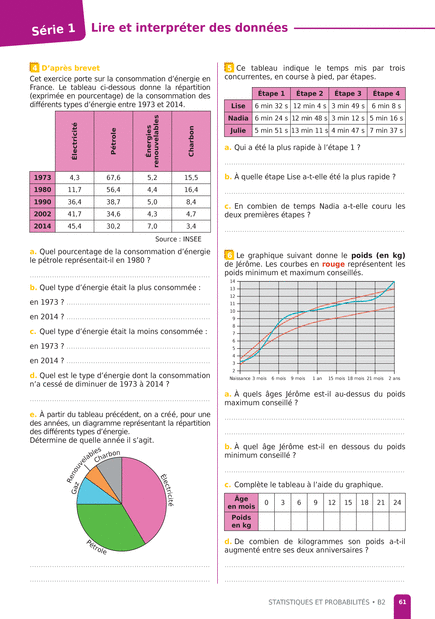 Série 1
Lire et interpréter des données
4 D'après brevet
Cet exercice porte sur la consommation d'énergie en
France. Le tableau ci-dessous donne la répartition
(exprimée en pourcentage) de la consommation des
différents types d'énergie entre 1973 et 2014.
Electricité Pétrole Énergies renouvelables Charbon
1973 4,3 67,6 5,2 15,5
1980 11,7 56,4 4,4 16,4
1990 36,4 38,7 5,0 8,4
2002 41,7 34,6 4,3 4,7
2014 45,4 30,2 7,0 3,4
Source : INSEE
a. Quel pourcentage de la consommation d'énergie
le pétrole représentait-il en 1980 ?
b. Quel type d'énergie était la plus consommée :
en 1973 ?
en 2014 ?
c. Quel type d'énergie était la moins consommée :
en 1973 ?
en 2014 ?
d. Quel est le type d'énergie dont la consommation
n'a cessé de diminuer de 1973 à 2014 ?
e. À partir du tableau précédent, on a créé, pour une
des années, un diagramme représentant la répartition
des différents types d'énergie.
Détermine de quelle année il s'agit.
Renouvelables
Charbon
Gaz
Électricité
Pétrole
5 Ce tableau indique le temps mis par trois
concurrentes, en course à pied, par étapes.
Étape 1 Étape 2 Étape 3 Étape 4
Lise 6 min 32 s 12 min 4 s 3 min 49 s 6 min 8 s
Nadia 6 min 24 s 12 min 48 s 3 min 12 s 5 min 16 s
Julie 5 min 51 s 13 min 11 s 4 min 47 s 7 min 37 s
a. Qui a été la plus rapide à l'étape 1 ?
b. À quelle étape Lise a-t-elle été la plus rapide ?
c. En combien de temps Nadia a-t-elle couru les
deux premières étapes ?
6 Le graphique suivant donne le poids (en kg)
de Jérôme. Les courbes en rouge représentent les
poids minimum et maximum conseillés.
14
13
12
11
10
9
8
7
6
5
4
3
2
Naissance 3 mois 6 mois 9 mois 1 an 15 mois 18 mois 21 mois 2 ans
a. À quels âges Jérôme est-il au-dessus du poids
maximum conseillé ?
b. À quel âge Jérôme est-il en dessous du poids
minimum conseillé ?
c. Complète le tableau à l'aide du graphique.
Âge en mois 0 3 6 9 12 15 18 21 24
Poids en kg
d. De combien de kilogrammes son poids a-t-il
augmenté entre ses deux anniversaires ?
STATISTIQUES ET PROBABILITÉS • B2 61